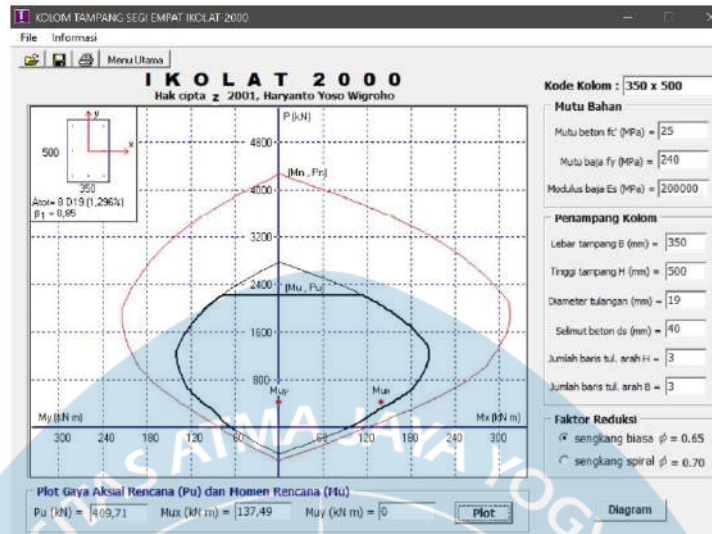 KOLOM TAMPANG SEGI EMPAT IKOLAT-2000
File Informasi
Menu Utama
I K O L A T 2 0 0 0
Hak cipta z 2001, Haryanto Yoso Wigroho
Kode Kolom : 350 x 500
Mutu Bahan
Mutu beton fc' (MPa) = 25
Mutu baja fy (MPa) = 240
Modulus baja Es (MPa) = 200000
Penampang Kolom
Lebar tampang B (mm) = 350
Tinggi tampang H (mm) = 500
Diameter tulangan (mm) = 19
Selimut beton ds (mm) = 40
Jumlah baris tul. arah H = 3
Jumlah baris tul. arah B = 3
Faktor Reduksi
sengkang biasa ϕ = 0.65
sengkang spiral ϕ = 0.70
Diagram
y
x
500
350
Atot= 8 D19 (1,296%)
β1 = 0,85
P (kN)
4800
(Mn , Pn)
4000
3200
2400
(Mu , Pu)
1600
800
Muy Mux
My (kN m) Mx (kN m)
300 240 180 120 60 60 120 180 240 300
Plot Gaya Aksial Rencana (Pu) dan Momen Rencana (Mu)
Pu (kN) = 409,71 Mux (kN m) = 137,49 Muy (kN m) = 0 Plot